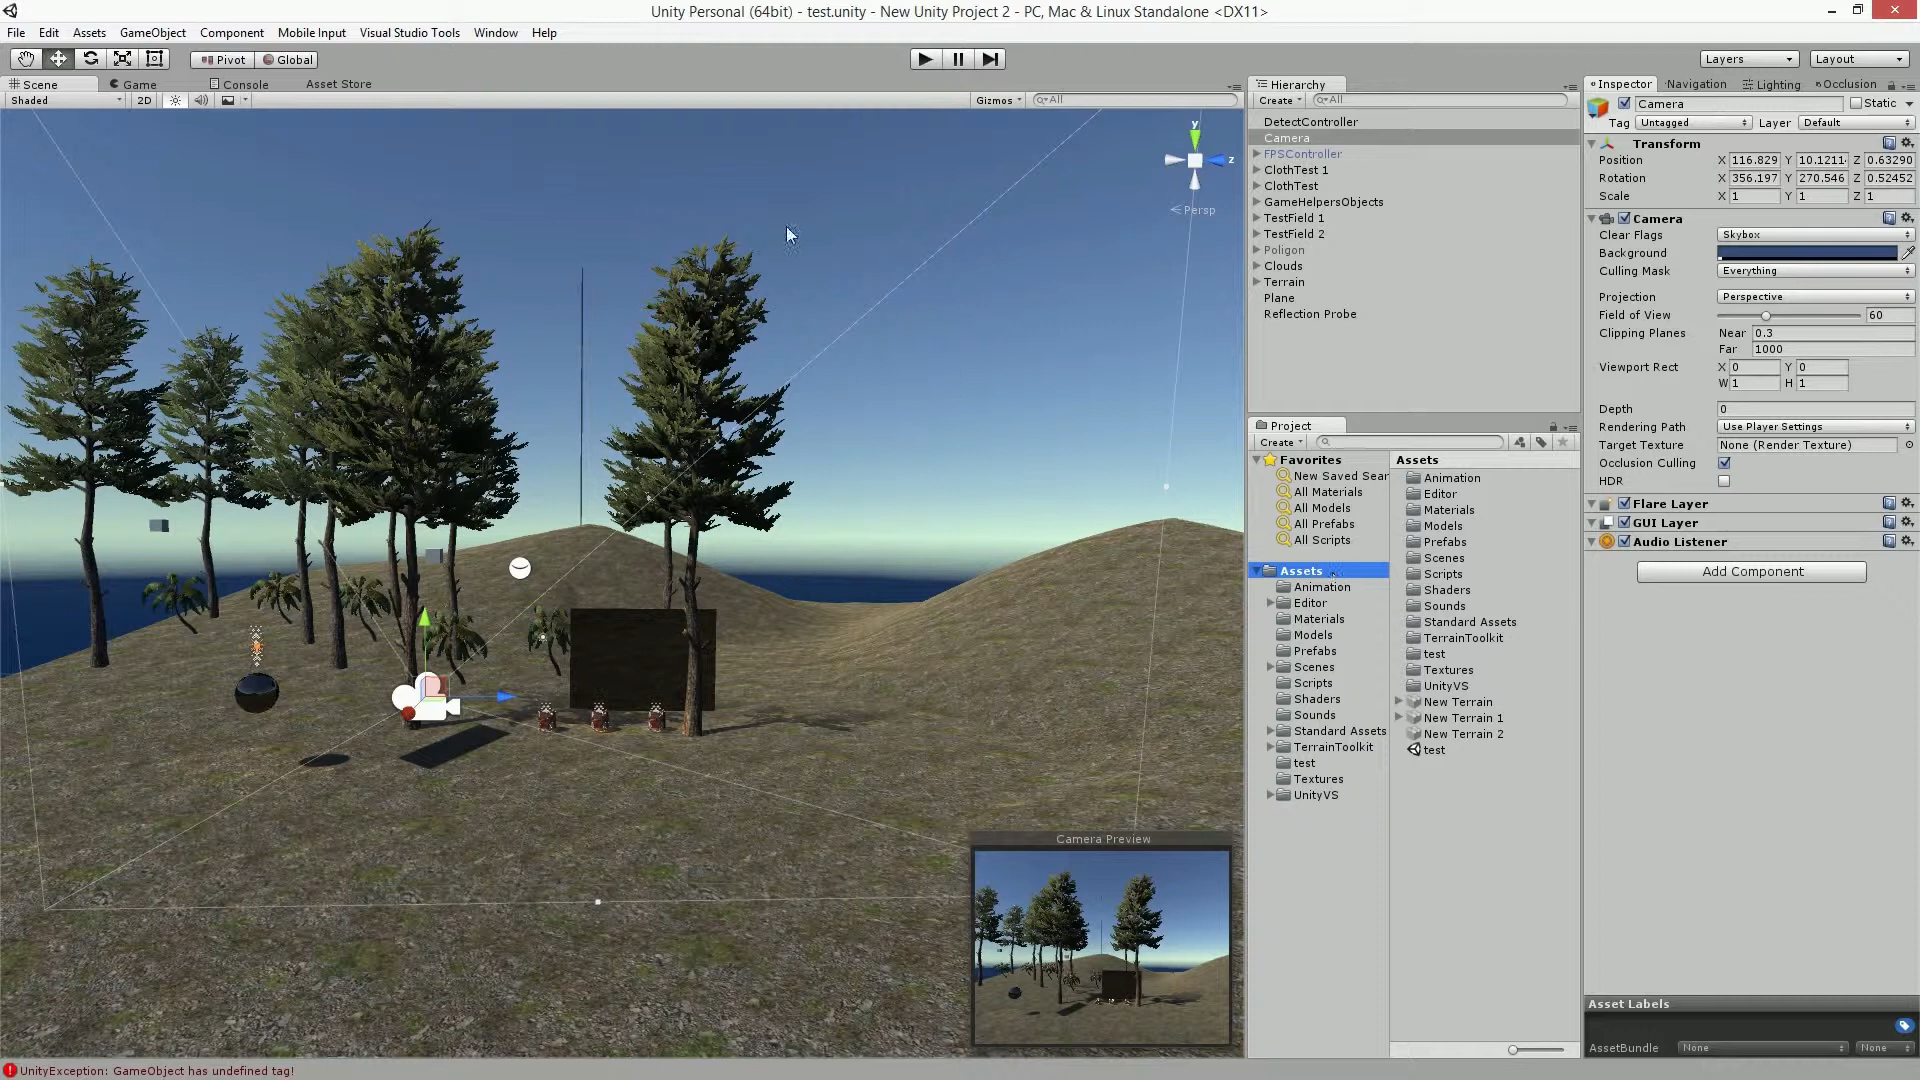 Unity Personal (64bit) - test.unity - New Unity Project 2 - PC, Mac & Linux Standalone <DX11>
File Edit Assets GameObject Component Mobile Input Visual Studio Tools Window Help
Pivot Global Layers Layout
Scene Game Console Asset Store
Shaded 2D Gizmos All
y
z
Persp
Camera Preview
Hierarchy
Create All
DetectController
Camera
FPSController
ClothTest 1
ClothTest
GameHelpersObjects
TestField 1
TestField 2
Poligon
Clouds
Terrain
Plane
Reflection Probe
Project
Create
Favorites
New Saved Sear
All Materials
All Models
All Prefabs
All Scripts
Assets
Animation
Editor
Materials
Models
Prefabs
Scenes
Scripts
Shaders
Sounds
Standard Assets
TerrainToolkit
test
Textures
UnityVS
Assets
Animation
Editor
Materials
Models
Prefabs
Scenes
Scripts
Shaders
Sounds
Standard Assets
TerrainToolkit
test
Textures
UnityVS
New Terrain
New Terrain 1
New Terrain 2
test
Inspector Navigation Lighting Occlusion
Camera Static
Tag Untagged Layer Default
Transform
Position X 116.829 Y 10.1211 Z 0.63290
Rotation X 356.197 Y 270.546 Z 0.52452
Scale X 1 Y 1 Z 1
Camera
Clear Flags Skybox
Background
Culling Mask Everything
Projection Perspective
Field of View 60
Clipping Planes Near 0.3
Far 1000
Viewport Rect X 0 Y 0
W 1 H 1
Depth 0
Rendering Path Use Player Settings
Target Texture None (Render Texture)
Occlusion Culling
HDR
Flare Layer
GUI Layer
Audio Listener
Add Component
Asset Labels
AssetBundle None None
UnityException: GameObject has undefined tag!